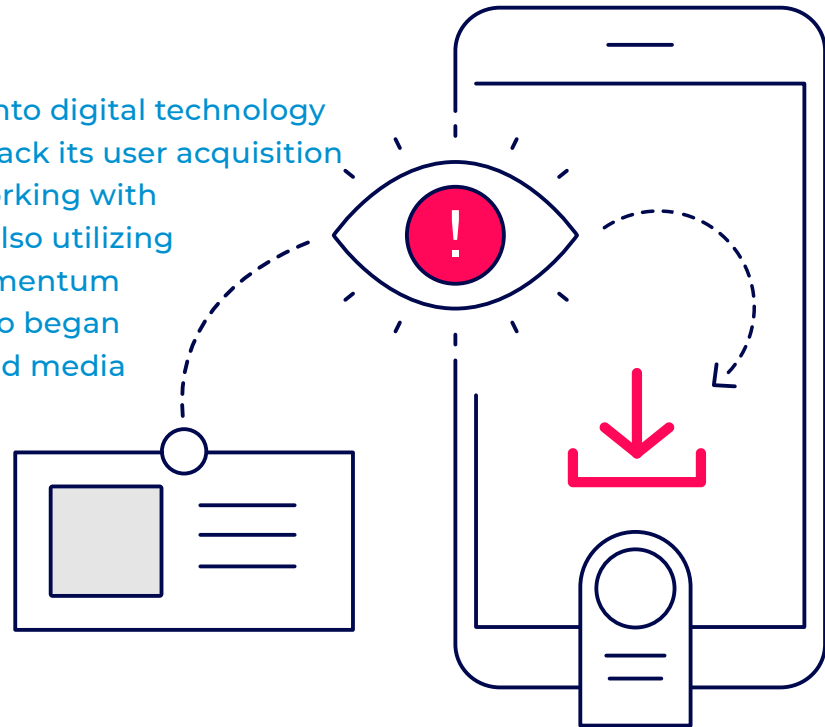 nto digital technology
ack its user acquisition
rking with
lso utilizing
mentum
o began
d media
!